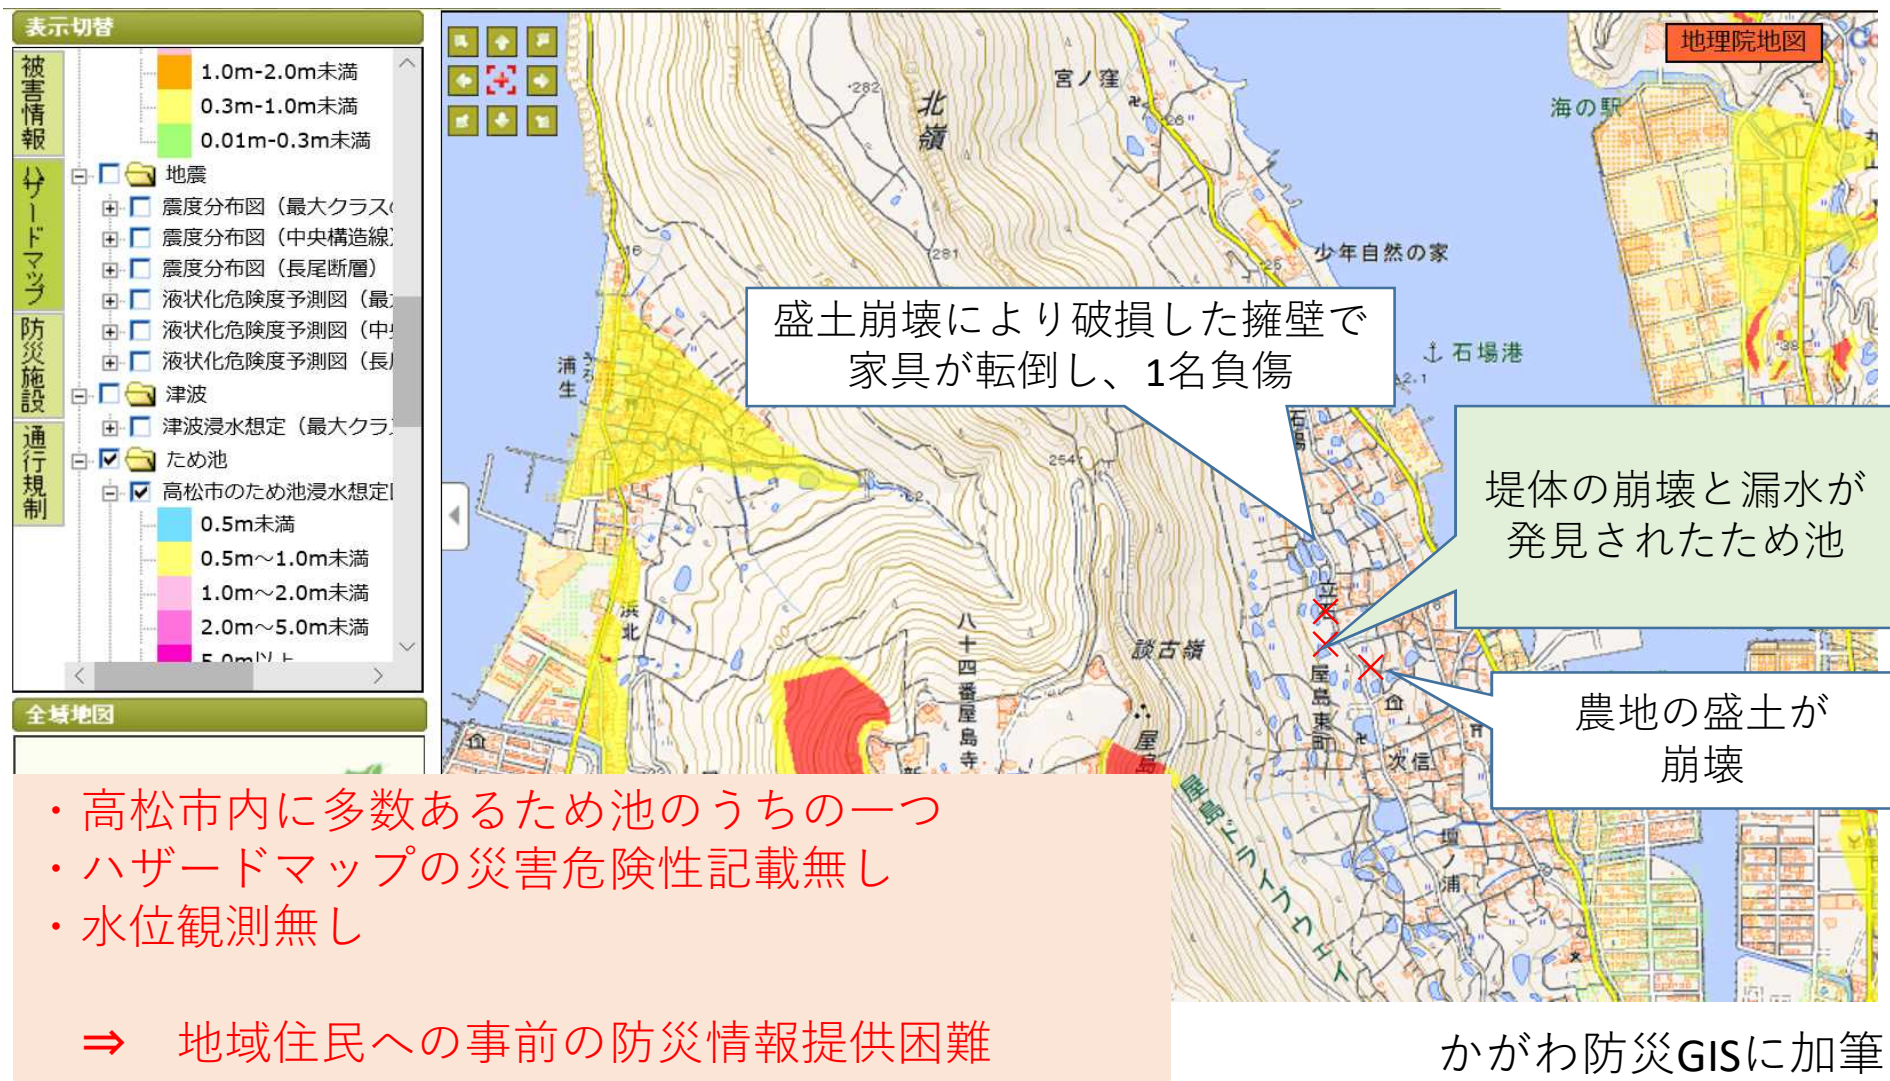 表示切替
被害情報
ハザードマップ
防災施設
通行規制
1.0m-2.0m未満
0.3m-1.0m未満
0.01m-0.3m未満
地震
震度分布図（最大クラスの
震度分布図（中央構造線）
震度分布図（長尾断層）
液状化危険度予測図（最
液状化危険度予測図（中
液状化危険度予測図（長
津波
津波浸水想定（最大クラ
ため池
高松市のため池浸水想定
0.5m未満
0.5m～1.0m未満
1.0m～2.0m未満
2.0m～5.0m未満
5.0m以上
全域地図
地理院地図
宮ノ窪
北嶺
282
海の駅
281
少年自然の家
石場港
浦生
254
浜北
八十四番屋島寺
談古嶺
立石
屋島東町
次信
壇ノ浦
屋島ドライブウェイ
盛土崩壊により破損した擁壁で
家具が転倒し、1名負傷
堤体の崩壊と漏水が
発見されたため池
農地の盛土が
崩壊
・高松市内に多数あるため池のうちの一つ
・ハザードマップの災害危険性記載無し
・水位観測無し
⇒　地域住民への事前の防災情報提供困難
かがわ防災GISに加筆